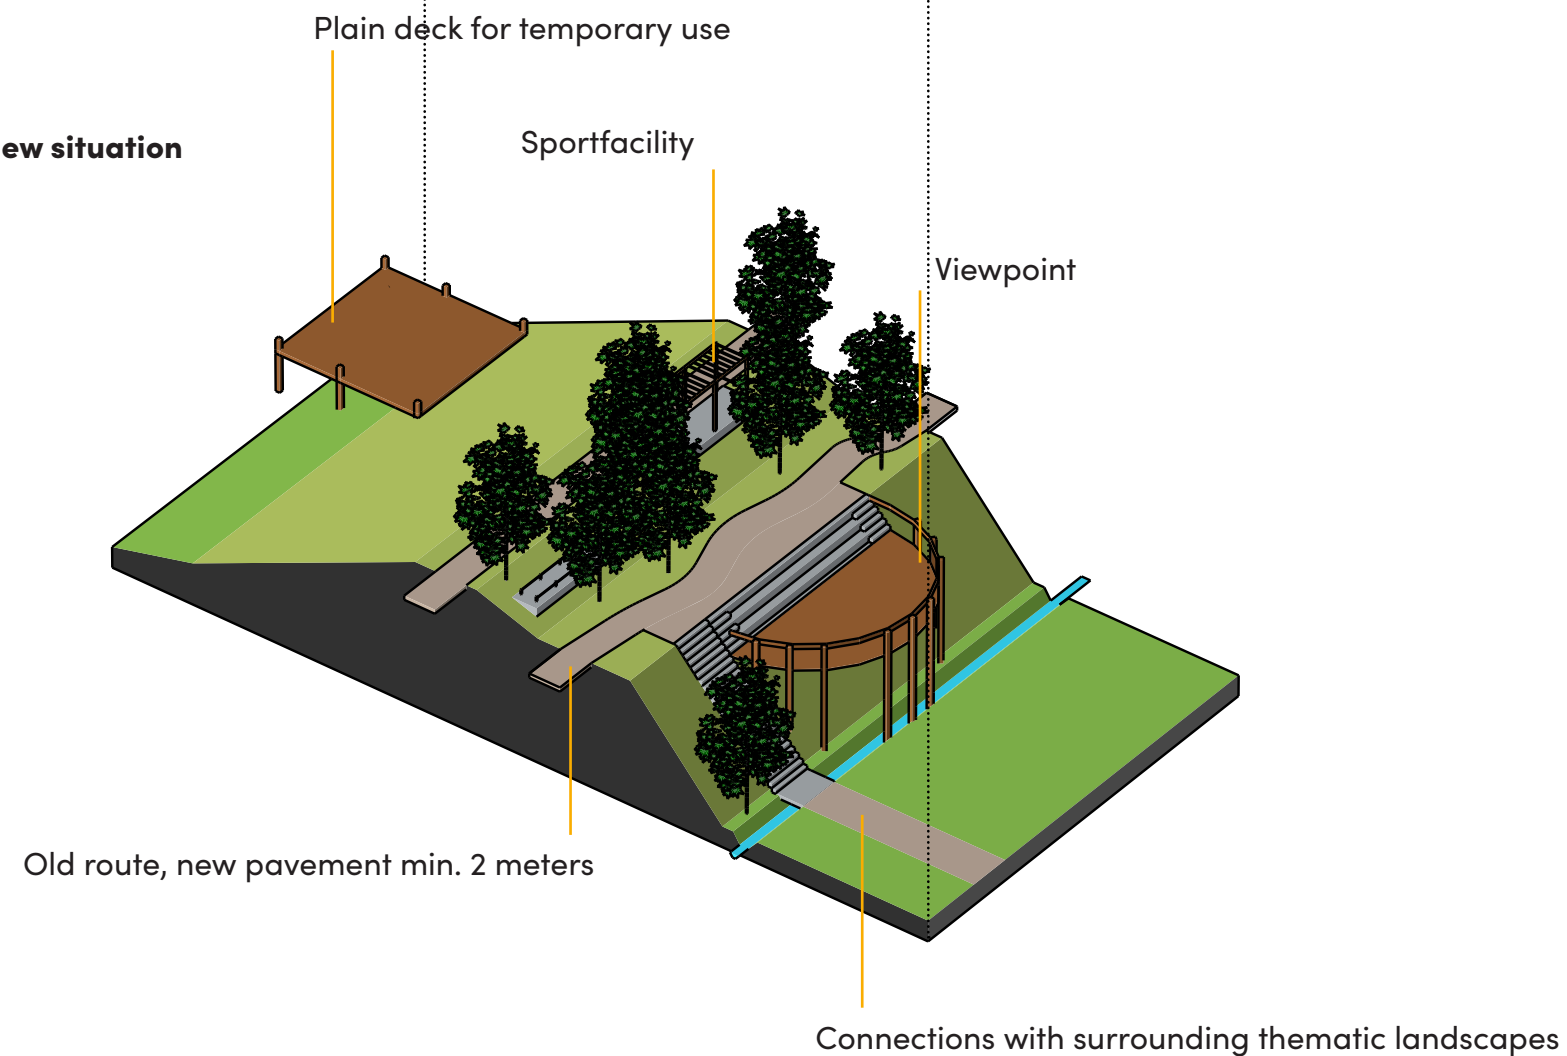 Plain deck for temporary use
ew situation
Sportfacility
Viewpoint
Old route, new pavement min. 2 meters
Connections with surrounding thematic landscapes